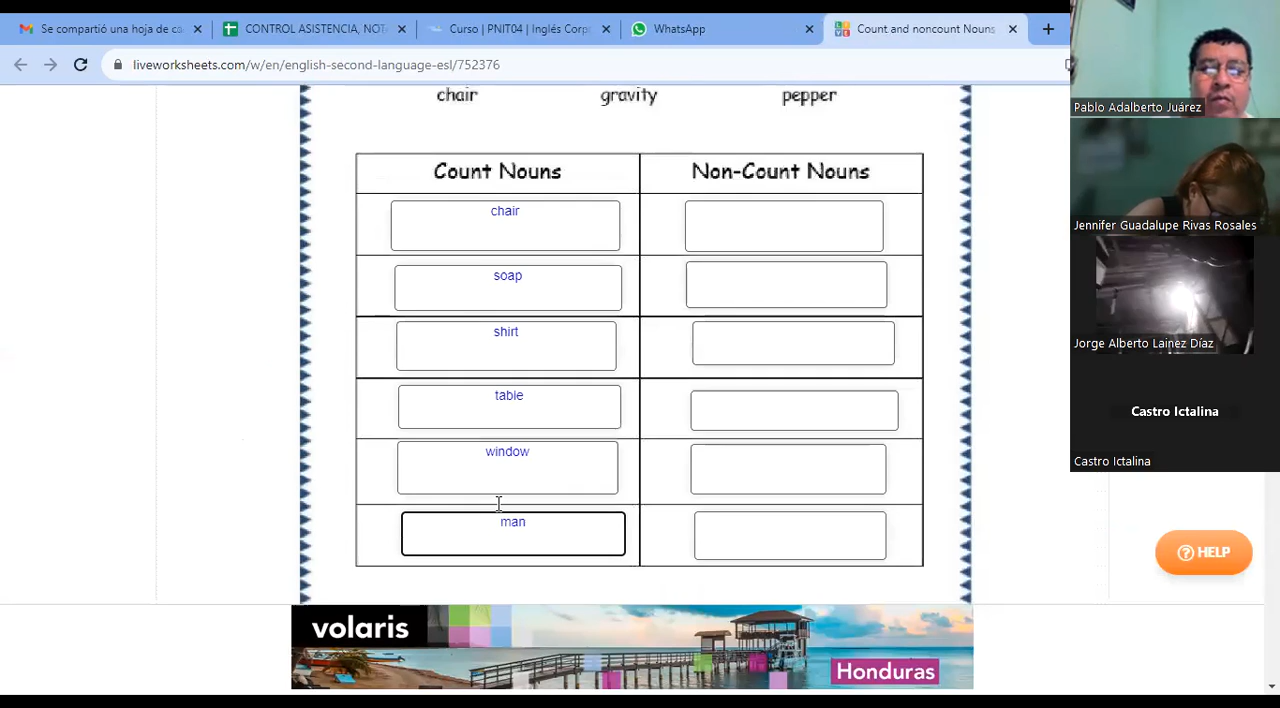 Se compartió una hoja de c
CONTROL ASISTENCIA, NOT
Curso | PNIT04 | Inglés Corp
WhatsApp
Count and noncount Nouns
liveworksheets.com/w/en/english-second-language-esl/752376
chair gravity pepper
Count Nouns Non-Count Nouns
chair
soap
shirt
table
window
man
HELP
volaris
Honduras
Pablo Adalberto Juárez
Jennifer Guadalupe Rivas Rosales
Jorge Alberto Lainez Díaz
Castro Ictalina
Castro Ictalina